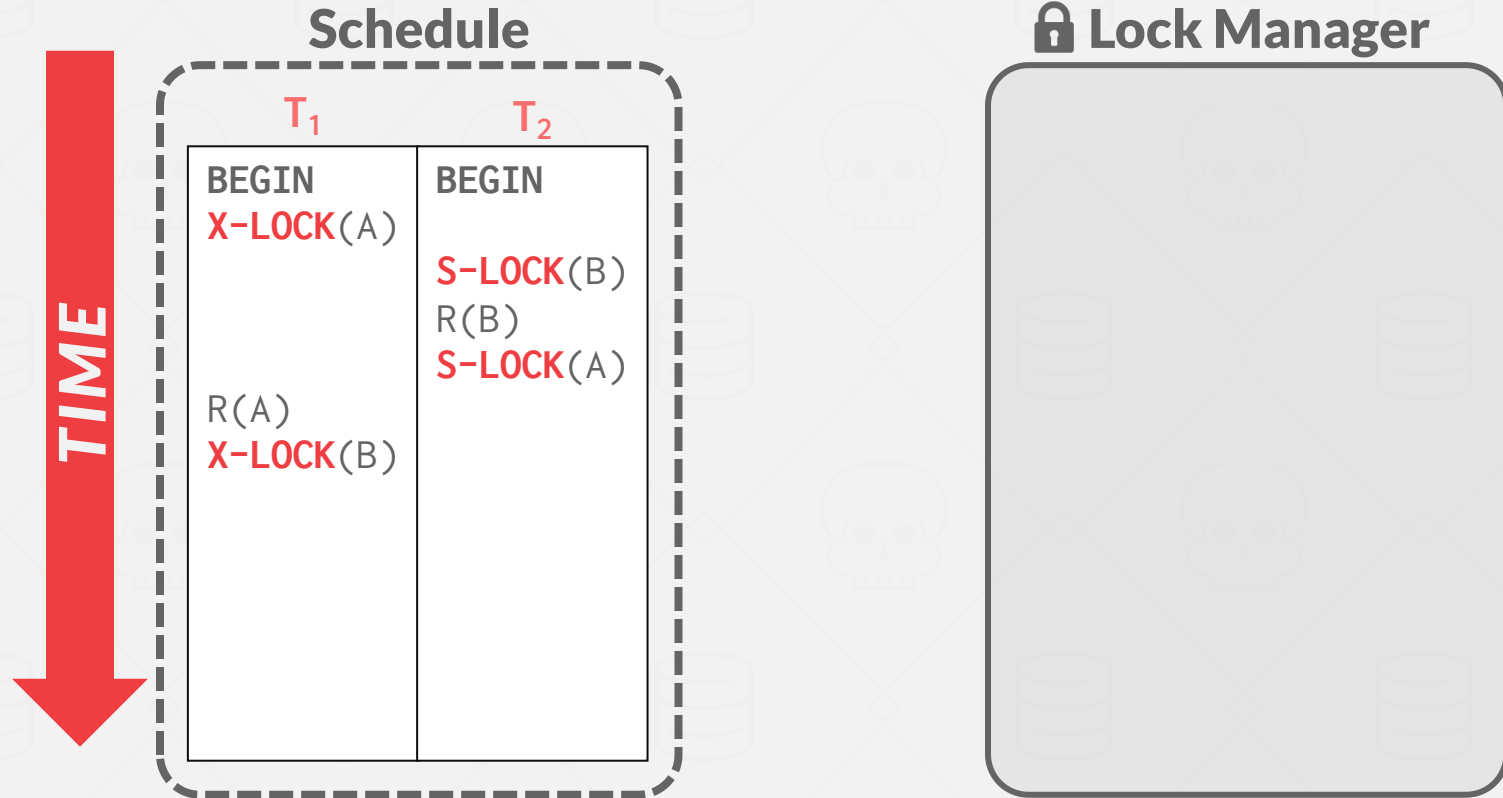 Schedule
Lock Manager
TIME
T₁ T₂
BEGIN BEGIN
X-LOCK(A)
S-LOCK(B)
R(B)
S-LOCK(A)
R(A)
X-LOCK(B)